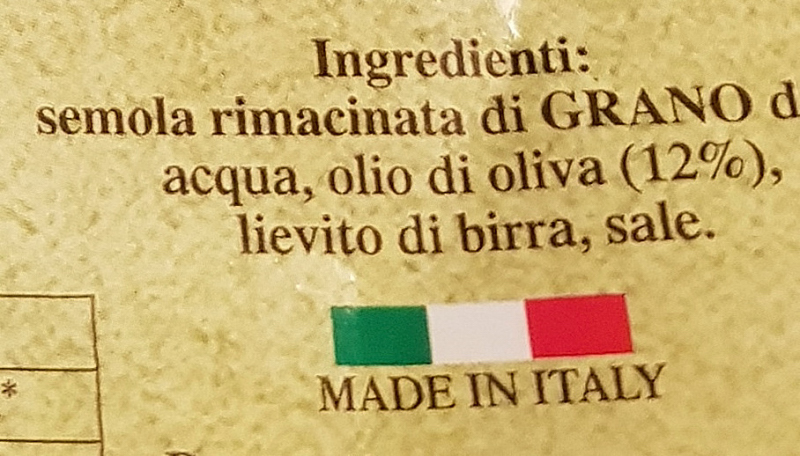 Ingredienti:
semola rimacinata di GRANO d
acqua, olio di oliva (12%),
lievito di birra, sale.
*
MADE IN ITALY